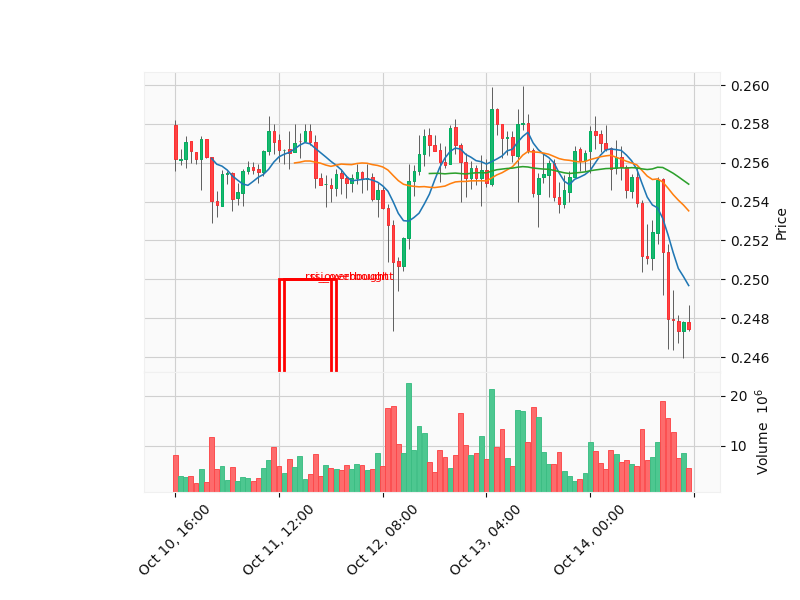 0.260
0.258
0.256
0.254
0.252
0.250
0.248
0.246
Price
20
10
Volume 10⁶
Oct 10, 16:00
Oct 11, 12:00
Oct 12, 08:00
Oct 13, 04:00
Oct 14, 00:00